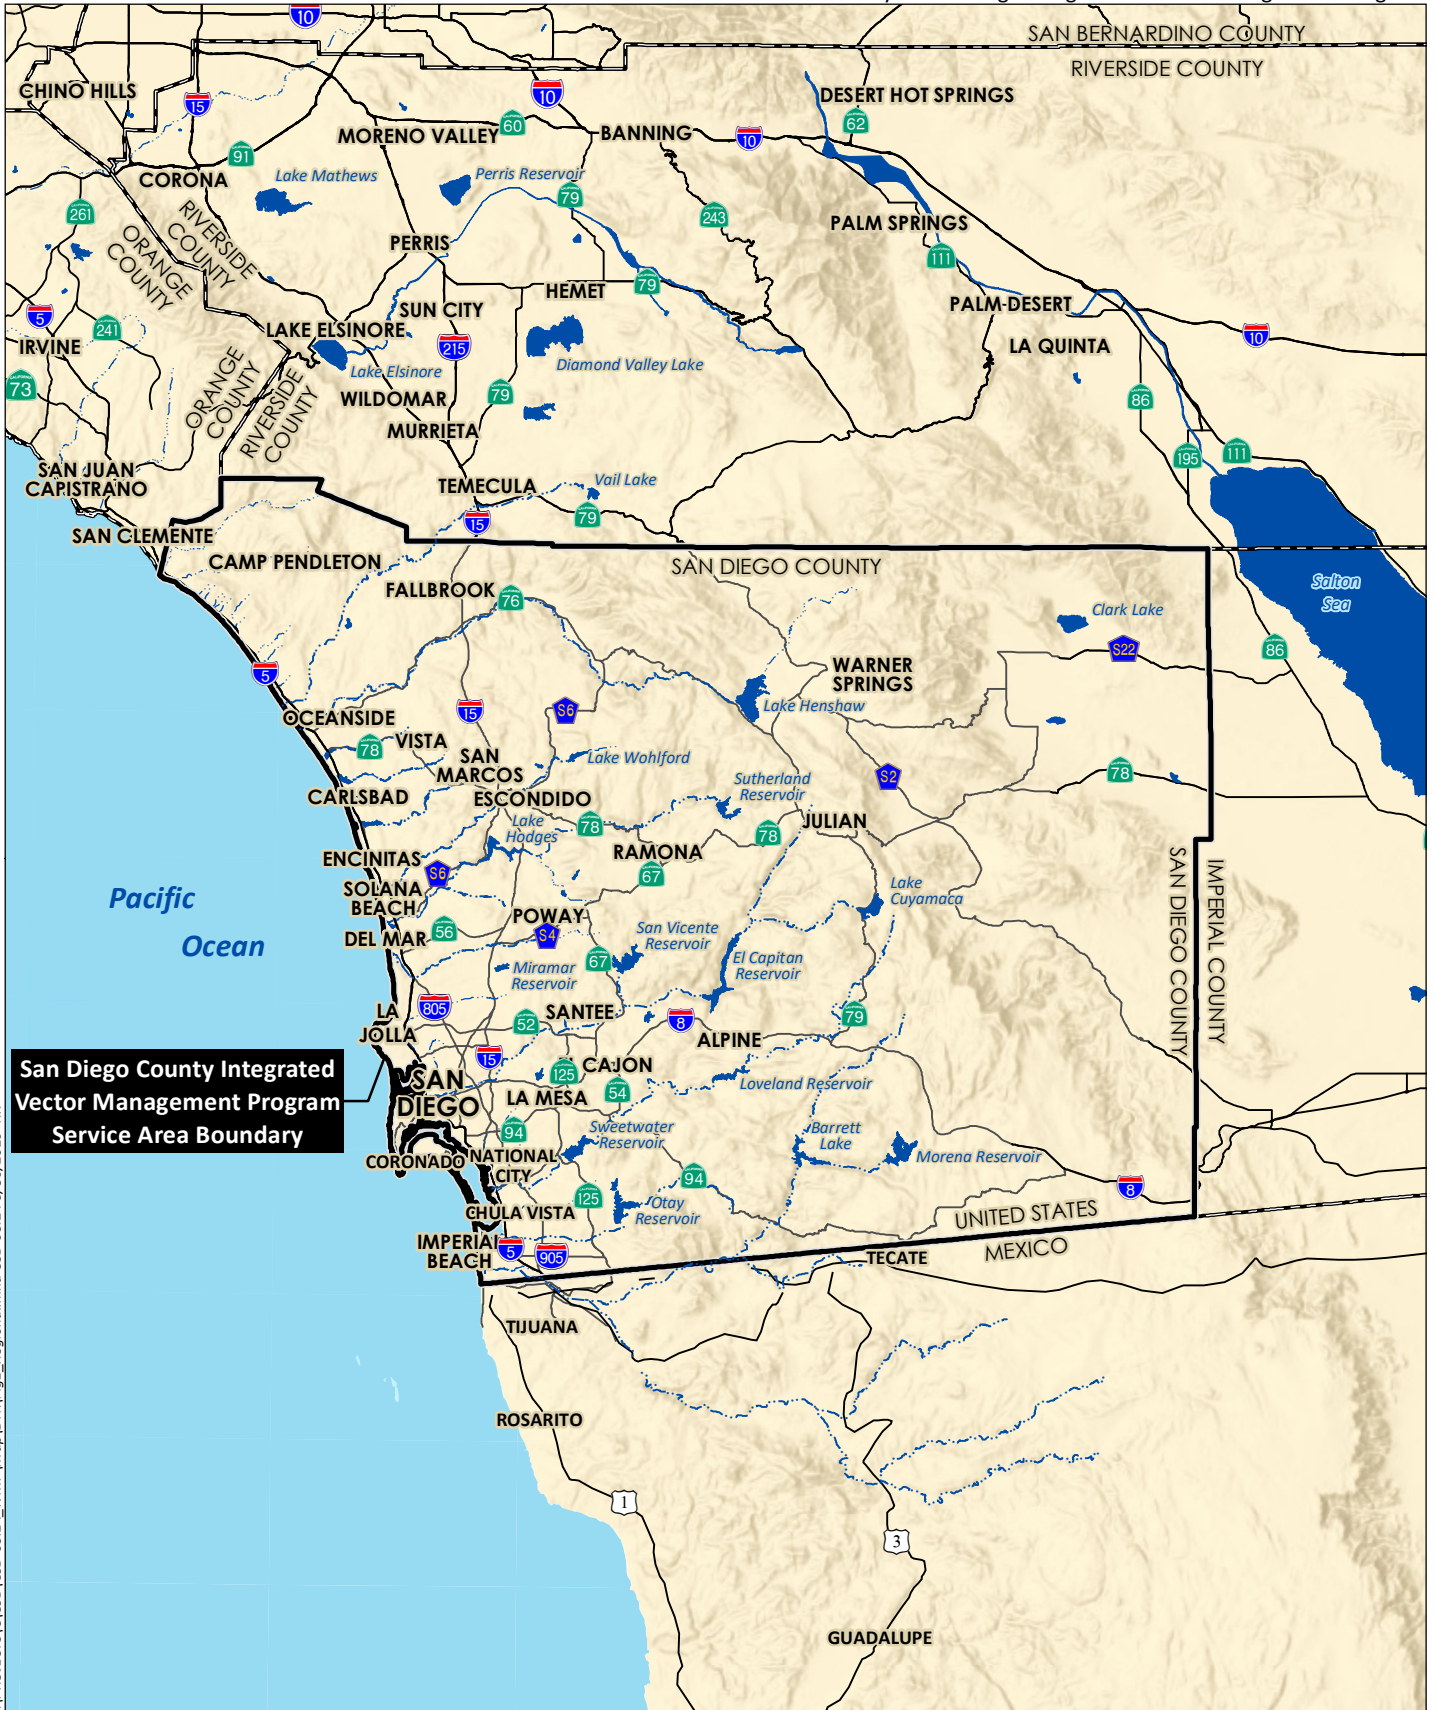 SAN BERNARDINO COUNTY
RIVERSIDE COUNTY
10
CHINO HILLS
15
10
DESERT HOT SPRINGS
62
MORENO VALLEY
60
BANNING
10
91
CORONA
Lake Mathews
Perris Reservoir
79
243
PALM SPRINGS
261
RIVERSIDE
COUNTY
ORANGE
COUNTY
PERRIS
111
HEMET
79
SUN CITY
PALM-DESERT
5
241
LAKE ELSINORE
215
IRVINE
LA QUINTA
10
Lake Elsinore
Diamond Valley Lake
73
ORANGE
COUNTY
RIVERSIDE
COUNTY
WILDOMAR
79
86
MURRIETA
195
111
SAN JUAN
CAPISTRANO
TEMECULA
Vail Lake
15
79
SAN CLEMENTE
CAMP PENDLETON
SAN DIEGO COUNTY
FALLBROOK
76
Salton
Sea
Clark Lake
S22
86
5
WARNER
SPRINGS
Lake Henshaw
OCEANSIDE
15
S6
78
VISTA
SAN
MARCOS
Lake Wohlford
S2
78
Sutherland
Reservoir
CARLSBAD
ESCONDIDO
Lake
Hodges
78
78
JULIAN
ENCINITAS
S6
RAMONA
67
SAN DIEGO COUNTY
IMPERIAL COUNTY
SOLANA
BEACH
Lake
Cuyamaca
Pacific
Ocean
POWAY
S4
DEL MAR
56
San Vicente
Reservoir
67
El Capitan
Reservoir
Miramar
Reservoir
LA
JOLLA
805
52
SANTEE
8
79
ALPINE
San Diego County Integrated
Vector Management Program
Service Area Boundary
15
125
CAJON
SAN
DIEGO
54
LA MESA
Loveland Reservoir
94
Sweetwater
Reservoir
Barrett
Lake
Morena Reservoir
CORONADO
NATIONAL
CITY
94
8
125
Otay
Reservoir
CHULA VISTA
UNITED STATES
MEXICO
IMPERIAL
BEACH
5
905
TECATE
TIJUANA
ROSARITO
1
3
GUADALUPE